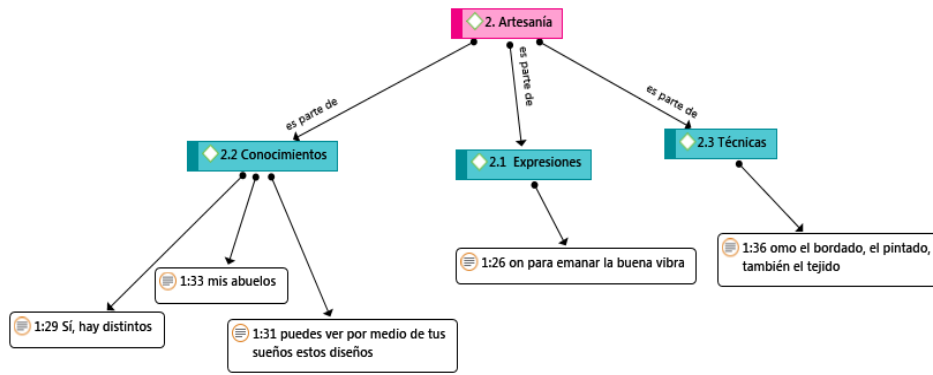 2. Artesanía
es parte de
es parte de
es parte de
2.2 Conocimientos
2.1 Expresiones
2.3 Técnicas
1:29 Sí, hay distintos
1:33 mis abuelos
1:31 puedes ver por medio de tus
sueños estos diseños
1:26 on para emanar la buena vibra
1:36 omo el bordado, el pintado,
también el tejido